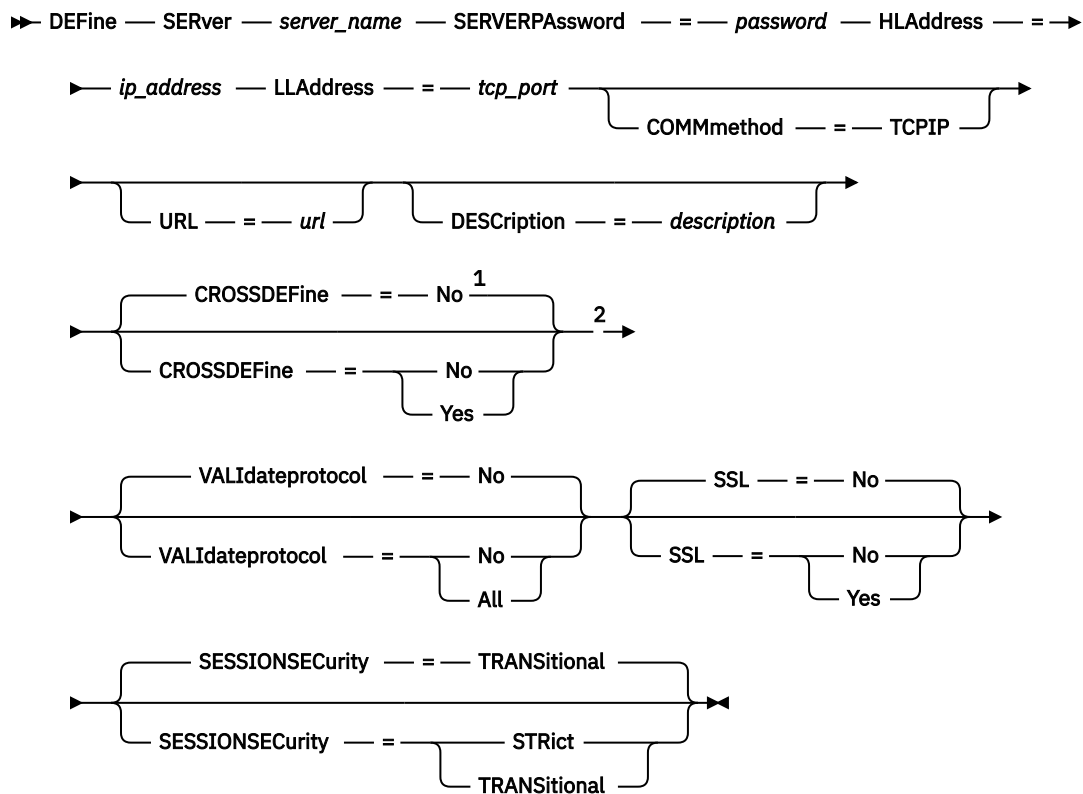 DEFine SERver server_name SERVERPAssword = password HLAddress =
ip_address LLAddress = tcp_port
COMMmethod = TCPIP
URL = url DESCription = description
CROSSDEFine = No 1
2
CROSSDEFine = No
Yes
VALIdateprotocol = No SSL = No
VALIdateprotocol = No SSL = No
All Yes
SESSIONSECurity = TRANSitional
SESSIONSECurity = STRict
TRANSitional